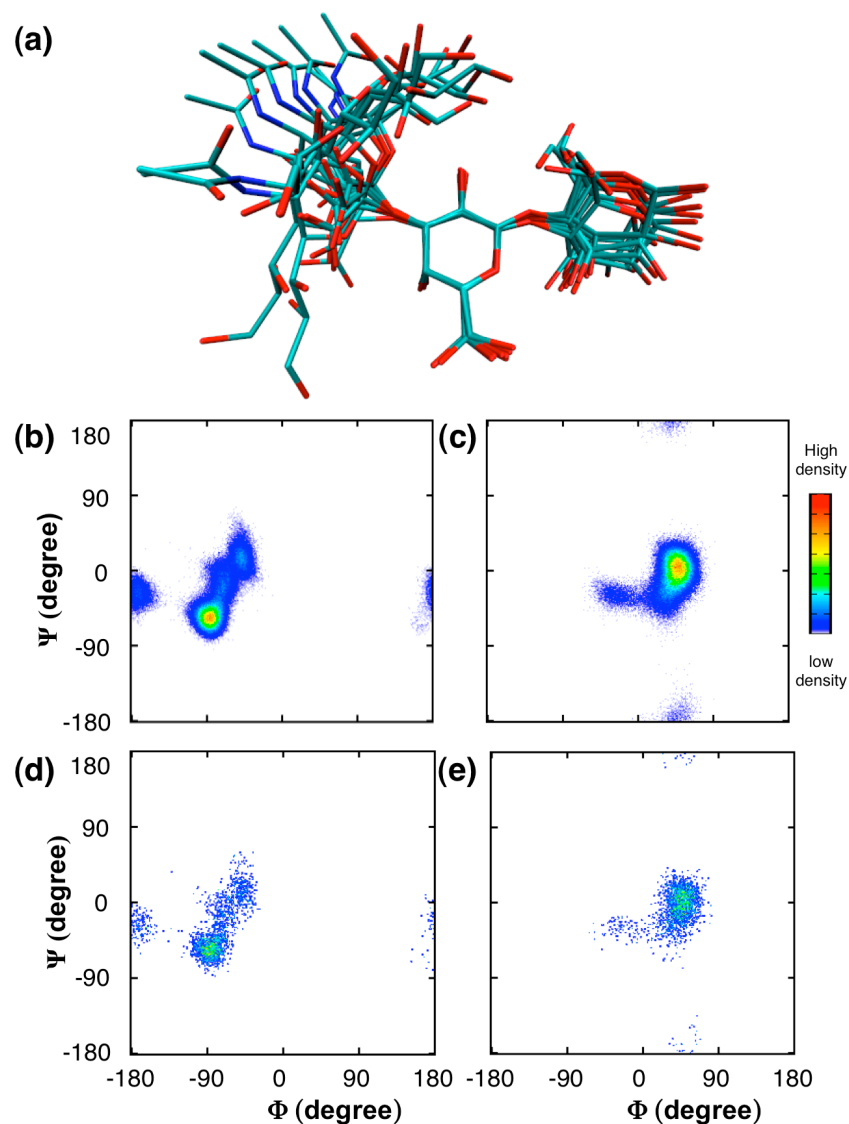 (a)
(b)
(c)
180
90
0
-90
-180
Ψ (degree)
High
density
low
density
(d)
(e)
180
90
0
-90
-180
Ψ (degree)
-180 -90 0 90 180
-180 -90 0 90 180
Φ (degree)
Φ (degree)